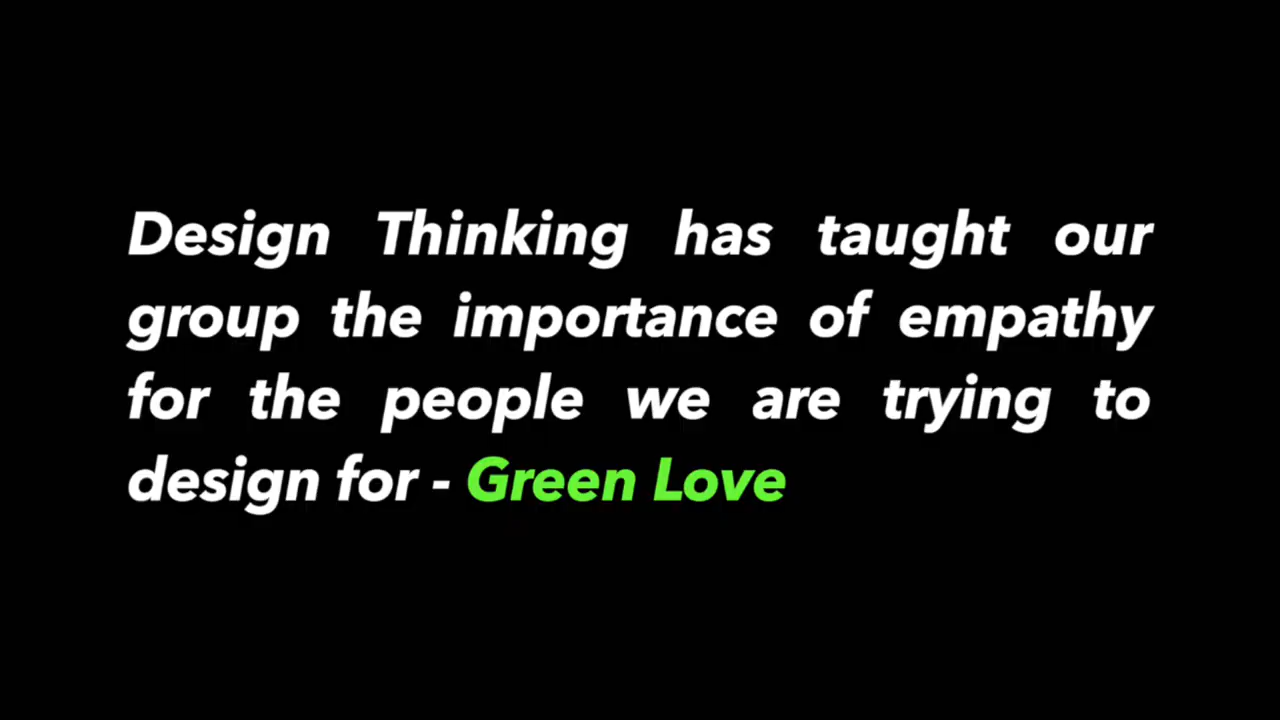 Design Thinking has taught our
group the importance of empathy
for the people we are trying to
design for - Green Love